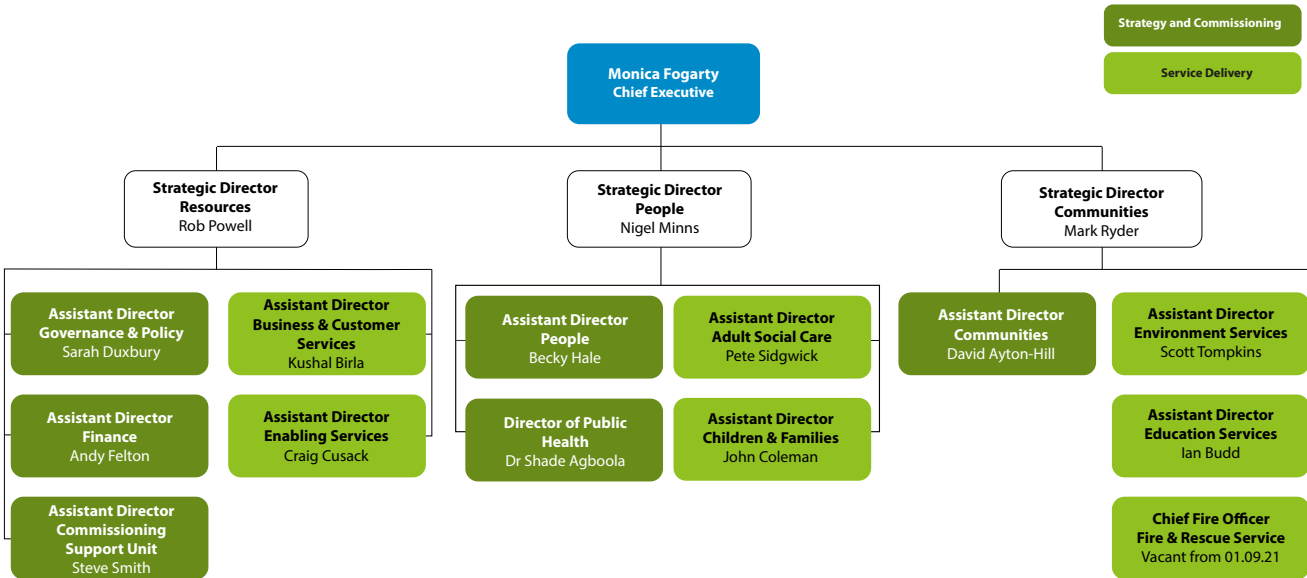 Strategy and Commissioning
Service Delivery
Monica Fogarty
Chief Executive
Strategic Director
Resources
Rob Powell
Strategic Director
People
Nigel Minns
Strategic Director
Communities
Mark Ryder
Assistant Director
Governance & Policy
Sarah Duxbury
Assistant Director
Business & Customer
Services
Kushal Birla
Assistant Director
Finance
Andy Felton
Assistant Director
Enabling Services
Craig Cusack
Assistant Director
Commissioning
Support Unit
Steve Smith
Assistant Director
People
Becky Hale
Assistant Director
Adult Social Care
Pete Sidgwick
Director of Public
Health
Dr Shade Agboola
Assistant Director
Children & Families
John Coleman
Assistant Director
Communities
David Ayton-Hill
Assistant Director
Environment Services
Scott Tompkins
Assistant Director
Education Services
Ian Budd
Chief Fire Officer
Fire & Rescue Service
Vacant from 01.09.21